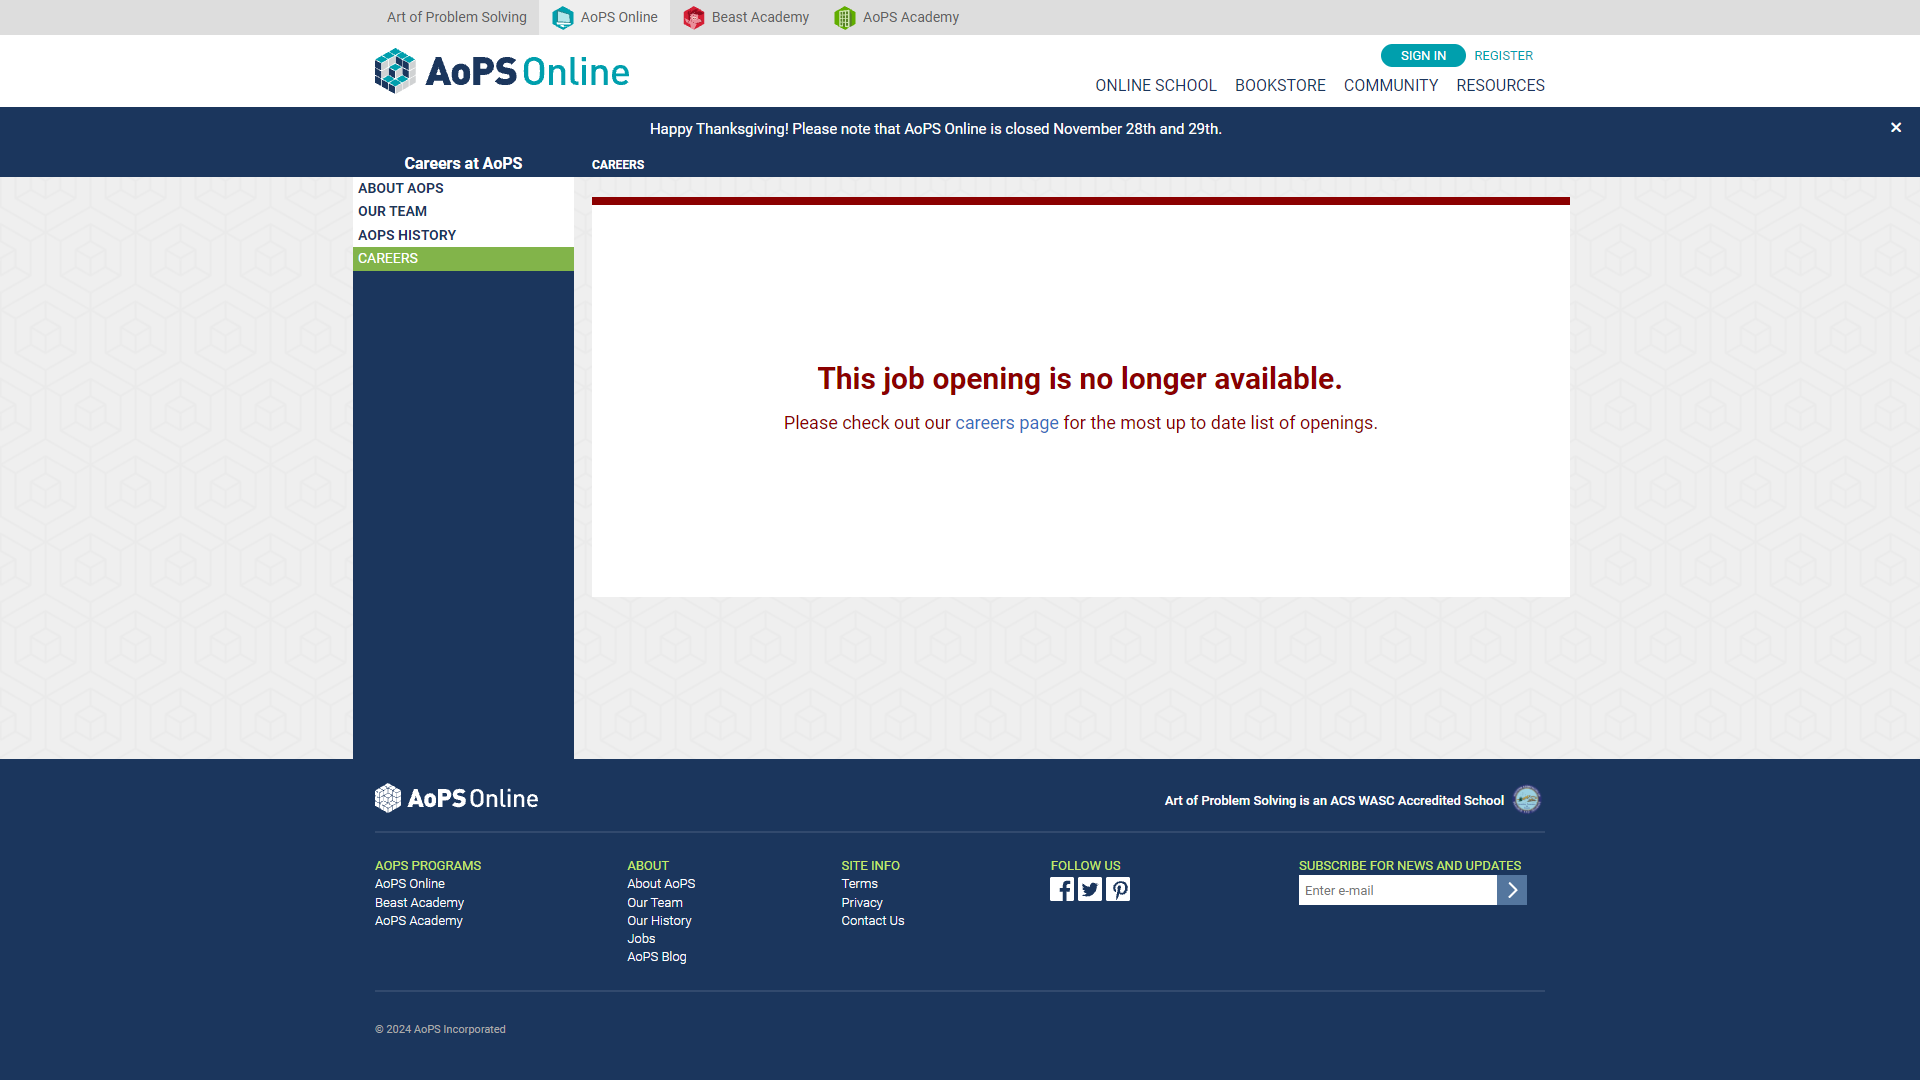 Art of Problem Solving
AoPS Online
Beast Academy
AoPS Academy
AoPS Online
SIGN IN
REGISTER
ONLINE SCHOOL
BOOKSTORE
COMMUNITY
RESOURCES
Happy Thanksgiving! Please note that AoPS Online is closed November 28th and 29th.
Careers at AoPS
CAREERS
ABOUT AOPS
OUR TEAM
AOPS HISTORY
CAREERS
This job opening is no longer available.
Please check out our careers page for the most up to date list of openings.
AoPS Online
Art of Problem Solving is an ACS WASC Accredited School
AOPS PROGRAMS
AoPS Online
Beast Academy
AoPS Academy
ABOUT
About AoPS
Our Team
Our History
Jobs
AoPS Blog
SITE INFO
Terms
Privacy
Contact Us
FOLLOW US
SUBSCRIBE FOR NEWS AND UPDATES
Enter e-mail
© 2024 AoPS Incorporated